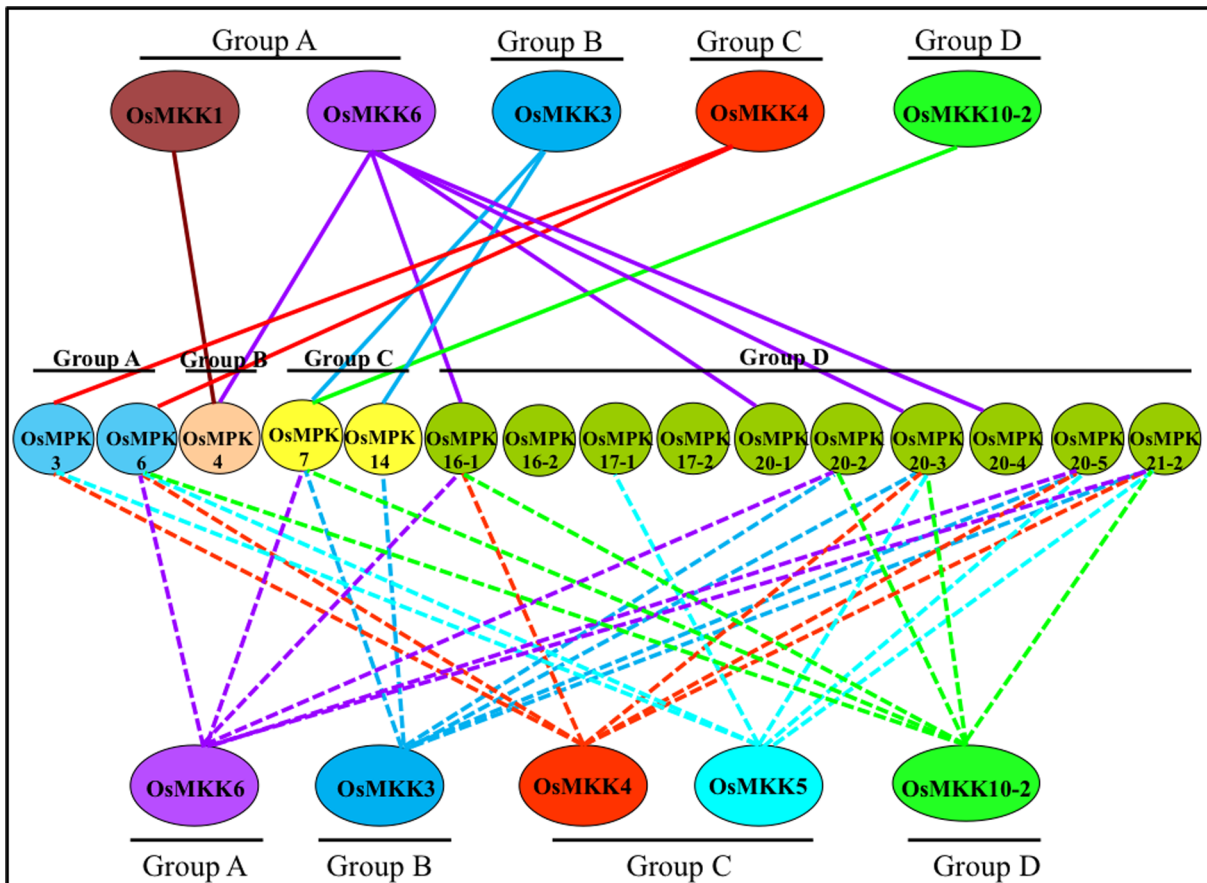 Group A Group B Group C Group D
OsMKK1 OsMKK6 OsMKK3 OsMKK4 OsMKK10-2
Group A Group B Group C Group D
OsMPK OsMPK OsMPK OsMPK OsMPK OsMPK OsMPK OsMPK OsMPK OsMPK OsMPK OsMPK OsMPK OsMPK OsMPK
3 6 4 7 14 16-1 16-2 17-1 17-2 20-1 20-2 20-3 20-4 20-5 21-2
OsMKK6 OsMKK3 OsMKK4 OsMKK5 OsMKK10-2
Group A Group B Group C Group D